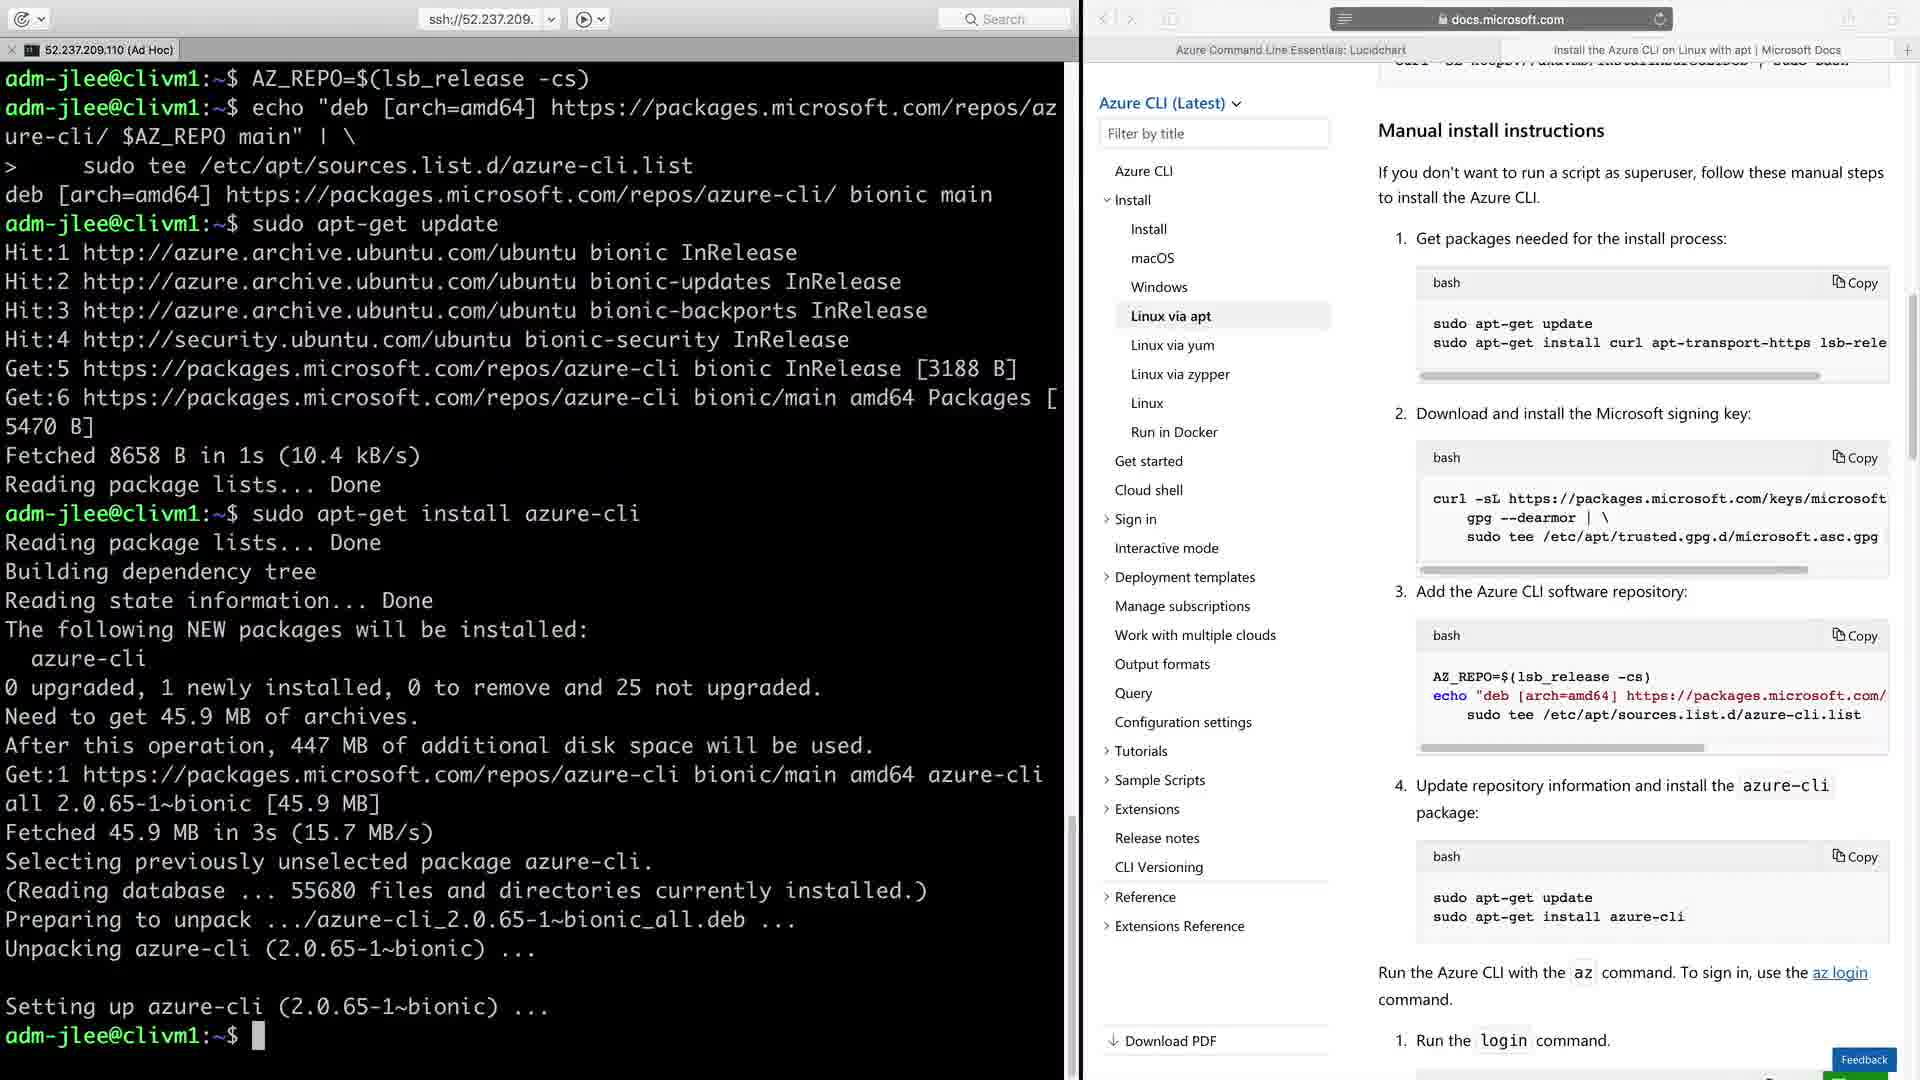 ssh://52.237.209.
Search
52.237.209.110 (Ad Hoc)
adm-jlee@clivm1:~$ AZ_REPO=$(lsb_release -cs)
adm-jlee@clivm1:~$ echo "deb [arch=amd64] https://packages.microsoft.com/repos/az
ure-cli/ $AZ_REPO main" | \
>     sudo tee /etc/apt/sources.list.d/azure-cli.list
deb [arch=amd64] https://packages.microsoft.com/repos/azure-cli/ bionic main
adm-jlee@clivm1:~$ sudo apt-get update
Hit:1 http://azure.archive.ubuntu.com/ubuntu bionic InRelease
Hit:2 http://azure.archive.ubuntu.com/ubuntu bionic-updates InRelease
Hit:3 http://azure.archive.ubuntu.com/ubuntu bionic-backports InRelease
Hit:4 http://security.ubuntu.com/ubuntu bionic-security InRelease
Get:5 https://packages.microsoft.com/repos/azure-cli bionic InRelease [3188 B]
Get:6 https://packages.microsoft.com/repos/azure-cli bionic/main amd64 Packages [
5470 B]
Fetched 8658 B in 1s (10.4 kB/s)
Reading package lists... Done
adm-jlee@clivm1:~$ sudo apt-get install azure-cli
Reading package lists... Done
Building dependency tree
Reading state information... Done
The following NEW packages will be installed:
  azure-cli
0 upgraded, 1 newly installed, 0 to remove and 25 not upgraded.
Need to get 45.9 MB of archives.
After this operation, 447 MB of additional disk space will be used.
Get:1 https://packages.microsoft.com/repos/azure-cli bionic/main amd64 azure-cli
all 2.0.65-1~bionic [45.9 MB]
Fetched 45.9 MB in 3s (15.7 MB/s)
Selecting previously unselected package azure-cli.
(Reading database ... 55680 files and directories currently installed.)
Preparing to unpack .../azure-cli_2.0.65-1~bionic_all.deb ...
Unpacking azure-cli (2.0.65-1~bionic) ...
Setting up azure-cli (2.0.65-1~bionic) ...
adm-jlee@clivm1:~$
docs.microsoft.com
Azure Command Line Essentials: Lucidchart
Install the Azure CLI on Linux with apt | Microsoft Docs
Azure CLI (Latest)
Filter by title
Azure CLI
Install
Install
macOS
Windows
Linux via apt
Linux via yum
Linux via zypper
Linux
Run in Docker
Get started
Cloud shell
Sign in
Interactive mode
Deployment templates
Manage subscriptions
Work with multiple clouds
Output formats
Query
Configuration settings
Tutorials
Sample Scripts
Extensions
Release notes
CLI Versioning
Reference
Extensions Reference
Download PDF
Manual install instructions
If you don't want to run a script as superuser, follow these manual steps
to install the Azure CLI.
1. Get packages needed for the install process:
bash
Copy
sudo apt-get update
sudo apt-get install curl apt-transport-https lsb-rele
2. Download and install the Microsoft signing key:
bash
Copy
curl -sL https://packages.microsoft.com/keys/microsoft
gpg --dearmor | \
sudo tee /etc/apt/trusted.gpg.d/microsoft.asc.gpg
3. Add the Azure CLI software repository:
bash
Copy
AZ_REPO=$(lsb_release -cs)
echo "deb [arch=amd64] https://packages.microsoft.com/
sudo tee /etc/apt/sources.list.d/azure-cli.list
4. Update repository information and install the azure-cli
package:
bash
Copy
sudo apt-get update
sudo apt-get install azure-cli
Run the Azure CLI with the az command. To sign in, use the az login
command.
1. Run the login command.
Feedback